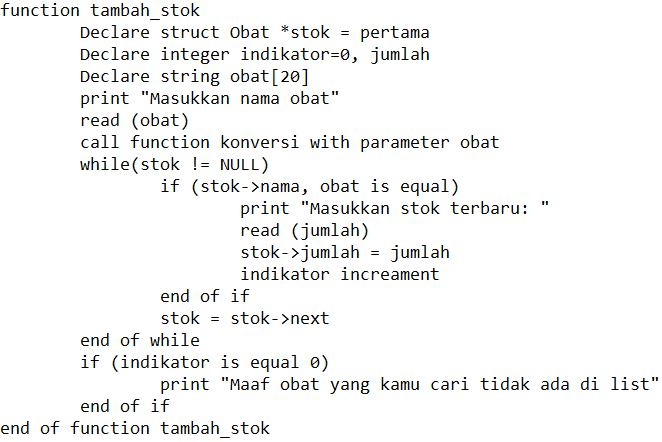 function tambah_stok
Declare struct Obat *stok = pertama
Declare integer indikator=0, jumlah
Declare string obat[20]
print "Masukkan nama obat"
read (obat)
call function konversi with parameter obat
while(stok != NULL)
if (stok->nama, obat is equal)
print "Masukkan stok terbaru: "
read (jumlah)
stok->jumlah = jumlah
indikator increament
end of if
stok = stok->next
end of while
if (indikator is equal 0)
print "Maaf obat yang kamu cari tidak ada di list"
end of if
end of function tambah_stok